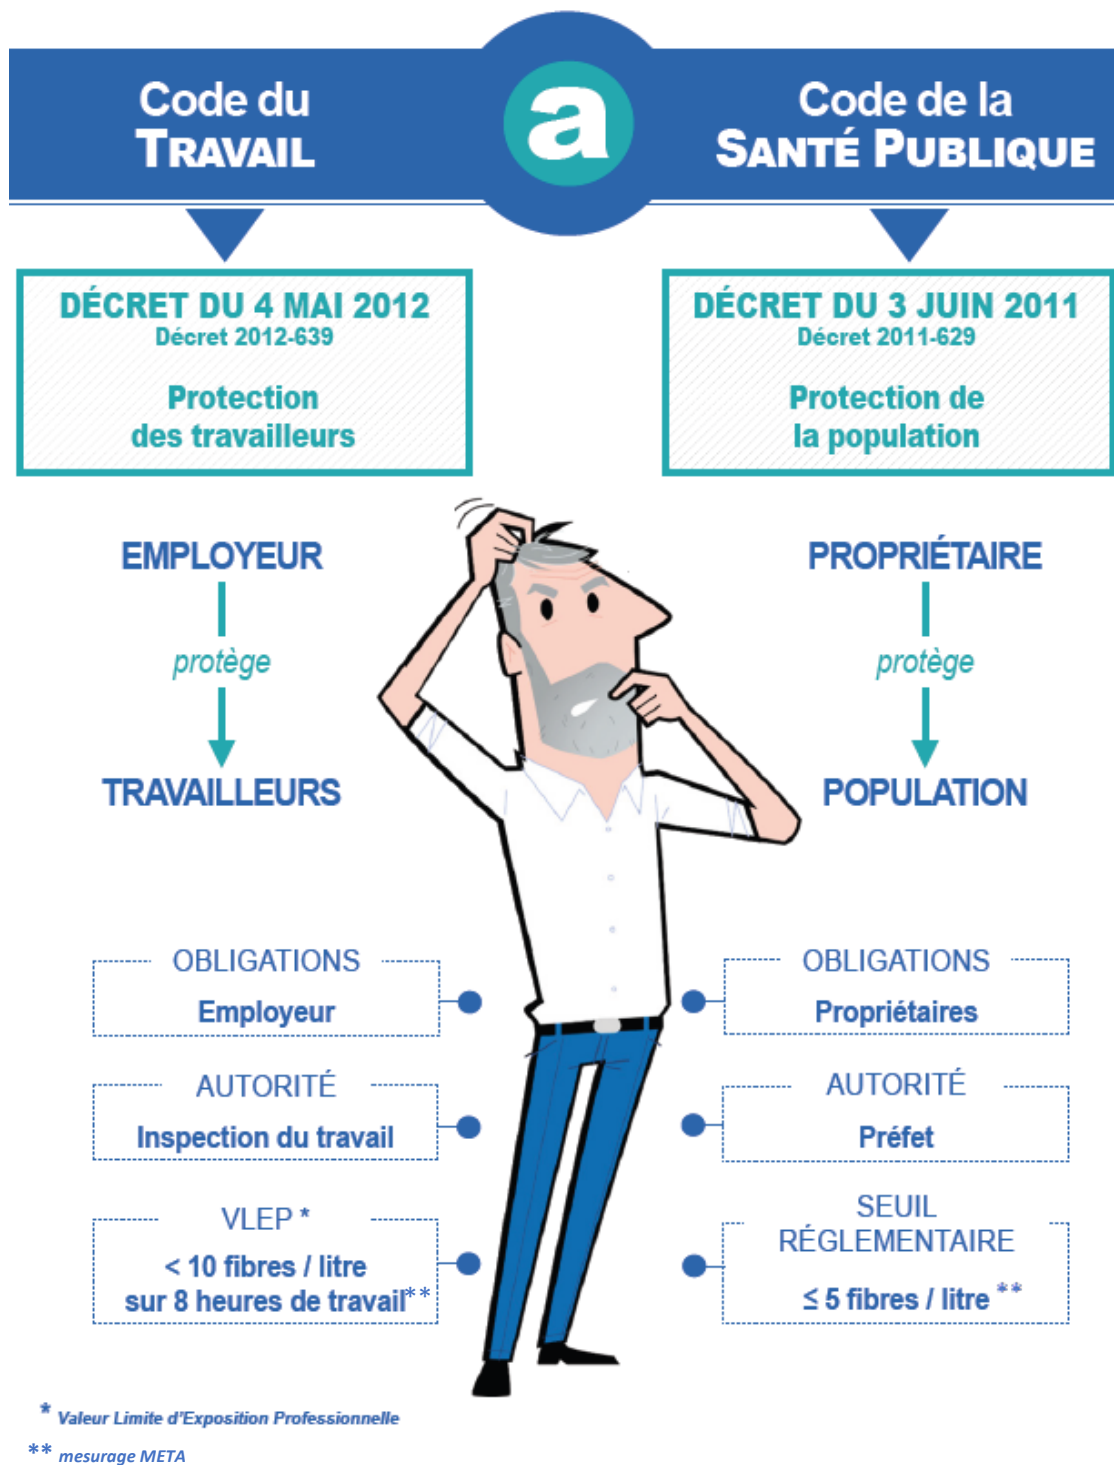 Code du
TRAVAIL
a
Code de la
SANTÉ PUBLIQUE
DÉCRET DU 4 MAI 2012
Décret 2012-639
Protection
des travailleurs
DÉCRET DU 3 JUIN 2011
Décret 2011-629
Protection de
la population
EMPLOYEUR
protège
TRAVAILLEURS
PROPRIÉTAIRE
protège
POPULATION
OBLIGATIONS
Employeur
OBLIGATIONS
Propriétaires
AUTORITÉ
Inspection du travail
AUTORITÉ
Préfet
VLEP *
< 10 fibres / litre
sur 8 heures de travail**
SEUIL
RÉGLEMENTAIRE
≤ 5 fibres / litre **
* Valeur Limite d'Exposition Professionnelle
** mesurage META